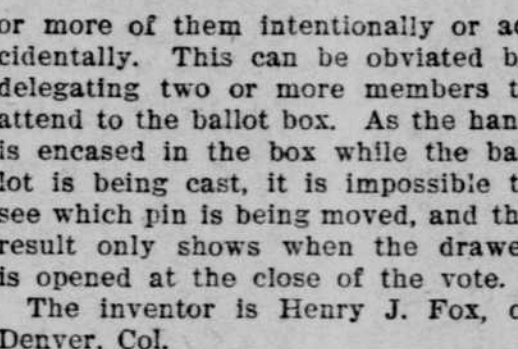 or more of them intentionally or ac
cidentally. This can be obviated b
delegating two or more members t
attend to the ballot box. As the han
is encased in the box while the ba
lot is being cast, it is impossible t
see which pin is being moved, and th
result only shows when the drawe
is opened at the close of the vote.
The inventor is Henry J. Fox, o
Denver, Col.